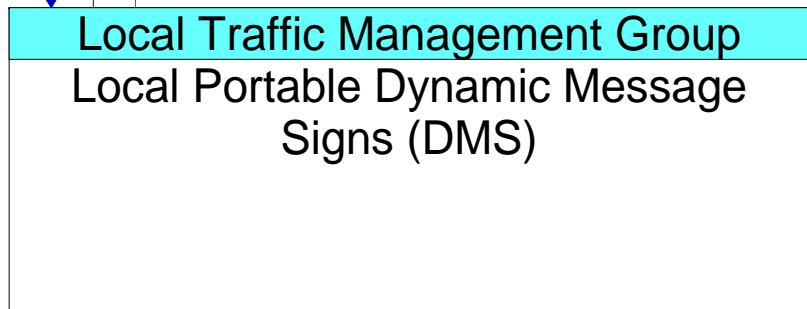 Local Traffic Management Group
Local Portable Dynamic Message
Signs (DMS)